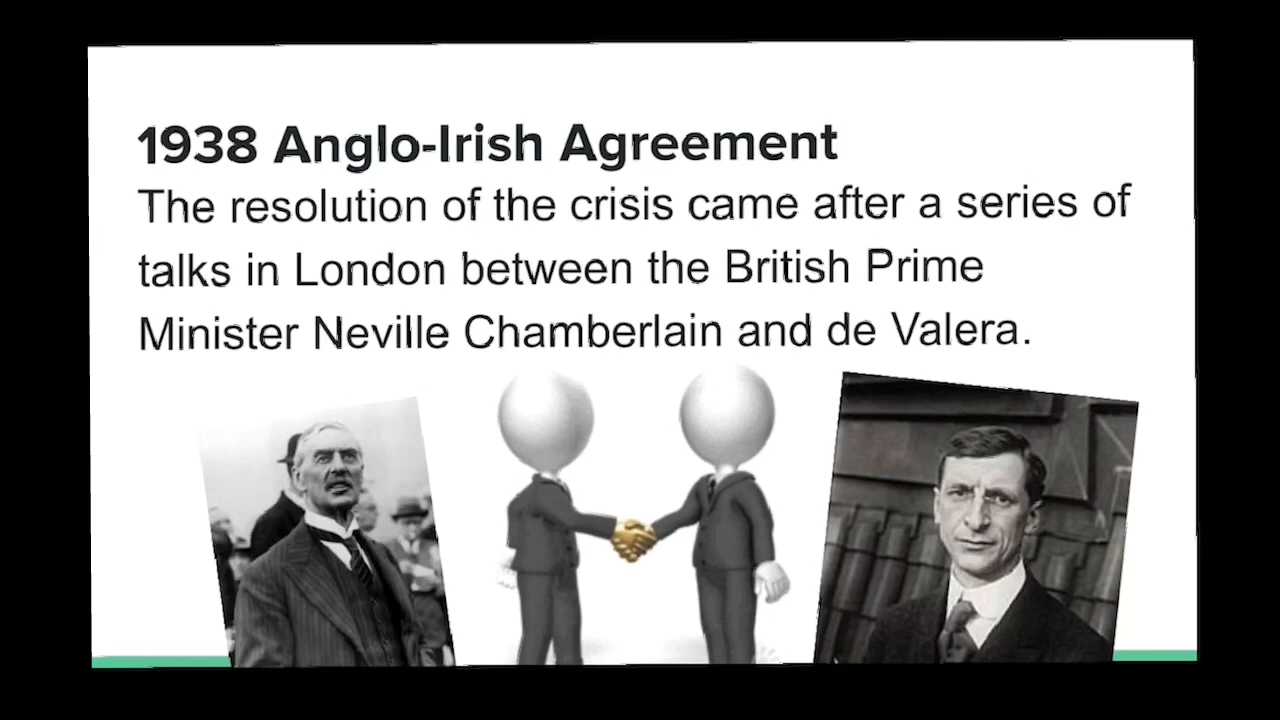 1938 Anglo-Irish Agreement
The resolution of the crisis came after a series of
talks in London between the British Prime
Minister Neville Chamberlain and de Valera.